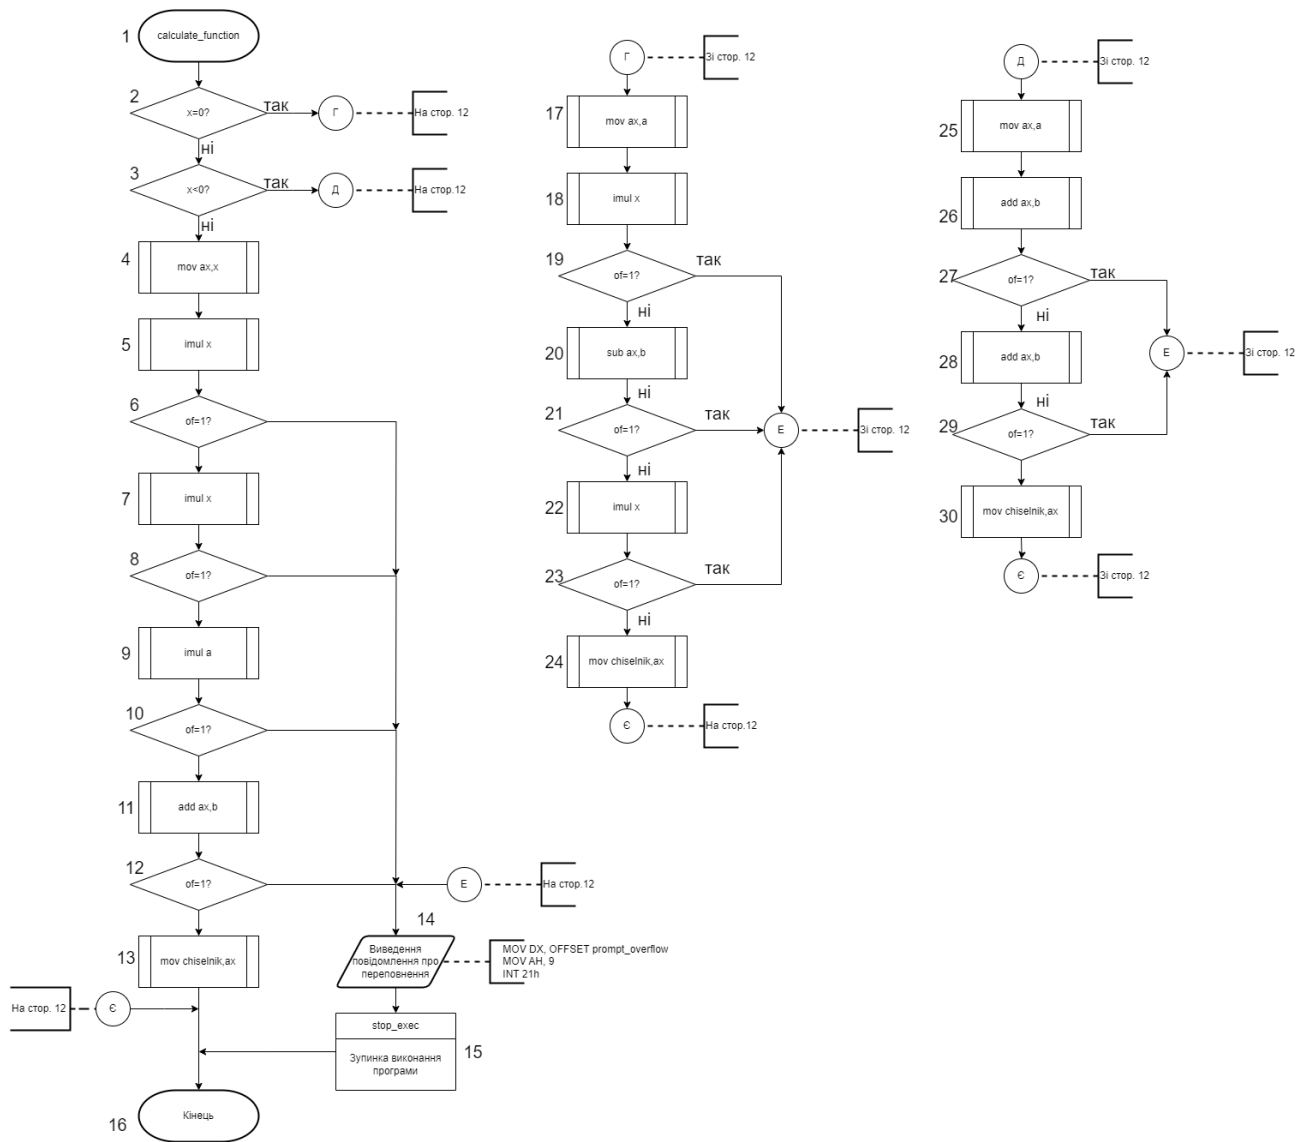 1
calculate_function
2
x=0?
так
Г
На стор. 12
ні
3
x<0?
так
Д
На стор.12
ні
4
mov ax,x
5
imul x
6
of=1?
7
imul x
8
of=1?
9
imul a
10
of=1?
11
add ax,b
12
of=1?
Е
На стор.12
13
mov chiselnik,ax
14
Виведення
повідомлення про
переповнення
MOV DX, OFFSET prompt_overflow
MOV AH, 9
INT 21h
На стор. 12
Є
stop_exec
Зупинка виконання
програми
15
16
Кінець
Г
Зі стор. 12
17
mov ax,a
18
imul x
19
of=1?
так
ні
20
sub ax,b
ні
21
of=1?
так
Е
Зі стор. 12
ні
22
imul x
23
of=1?
так
ні
24
mov chiselnik,ax
Є
На стор.12
Д
Зі стор. 12
25
mov ax,a
26
add ax,b
27
of=1?
так
ні
28
add ax,b
Е
Зі стор. 12
ні
29
of=1?
так
30
mov chiselnik,ax
Є
Зі стор. 12